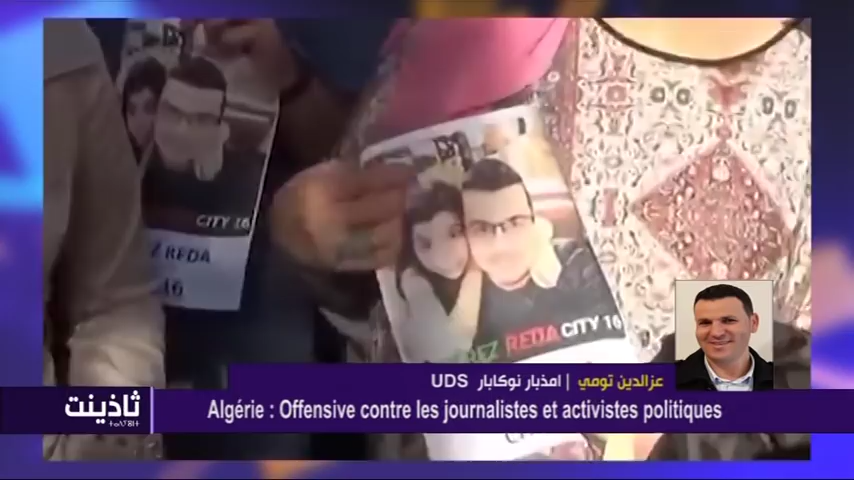 CITY 16
Z REDA
16
REZ REDA CITY 16
عزالدين تومي | امذبار نوكابار UDS
Algérie : Offensive contre les journalistes et activistes politiques
ثاذينت